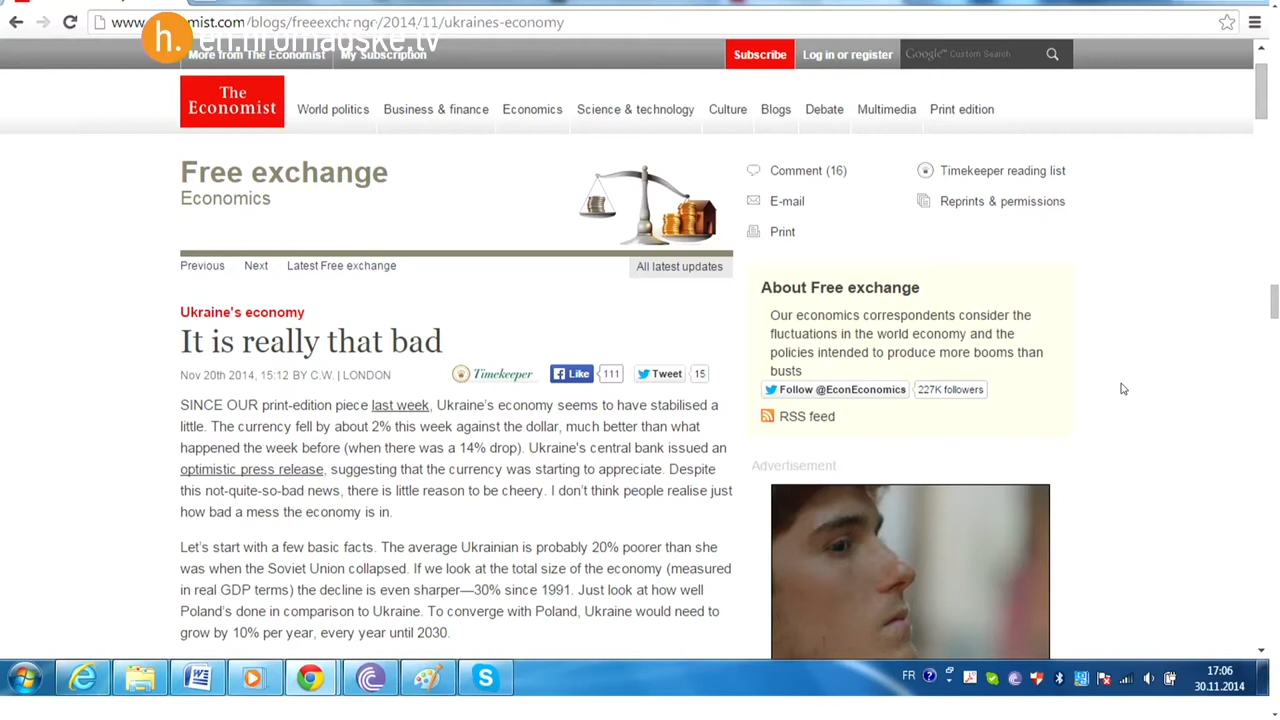 www.
mist.com/blogs/freeexchange/2014/11/ukraines-economy
h. en.hromadske.tv
More from The Economist My Subscription
Subscribe Log in or register Google™ Custom Search
The
Economist
World politics Business & finance Economics Science & technology Culture Blogs Debate Multimedia Print edition
Free exchange
Economics
Comment (16) Timekeeper reading list
E-mail Reprints & permissions
Print
Previous Next Latest Free exchange All latest updates
Ukraine's economy
It is really that bad
Nov 20th 2014, 15:12 BY C.W. | LONDON Timekeeper Like 111 Tweet 15
SINCE OUR print-edition piece last week, Ukraine's economy seems to have stabilised a
little. The currency fell by about 2% this week against the dollar, much better than what
happened the week before (when there was a 14% drop). Ukraine's central bank issued an
optimistic press release, suggesting that the currency was starting to appreciate. Despite
this not-quite-so-bad news, there is little reason to be cheery. I don't think people realise just
how bad a mess the economy is in.
Let's start with a few basic facts. The average Ukrainian is probably 20% poorer than she
was when the Soviet Union collapsed. If we look at the total size of the economy (measured
in real GDP terms) the decline is even sharper—30% since 1991. Just look at how well
Poland's done in comparison to Ukraine. To converge with Poland, Ukraine would need to
grow by 10% per year, every year until 2030.
About Free exchange
Our economics correspondents consider the
fluctuations in the world economy and the
policies intended to produce more booms than
busts
Follow @EconEconomics 227K followers
RSS feed
Advertisement
FR
17:06
30.11.2014